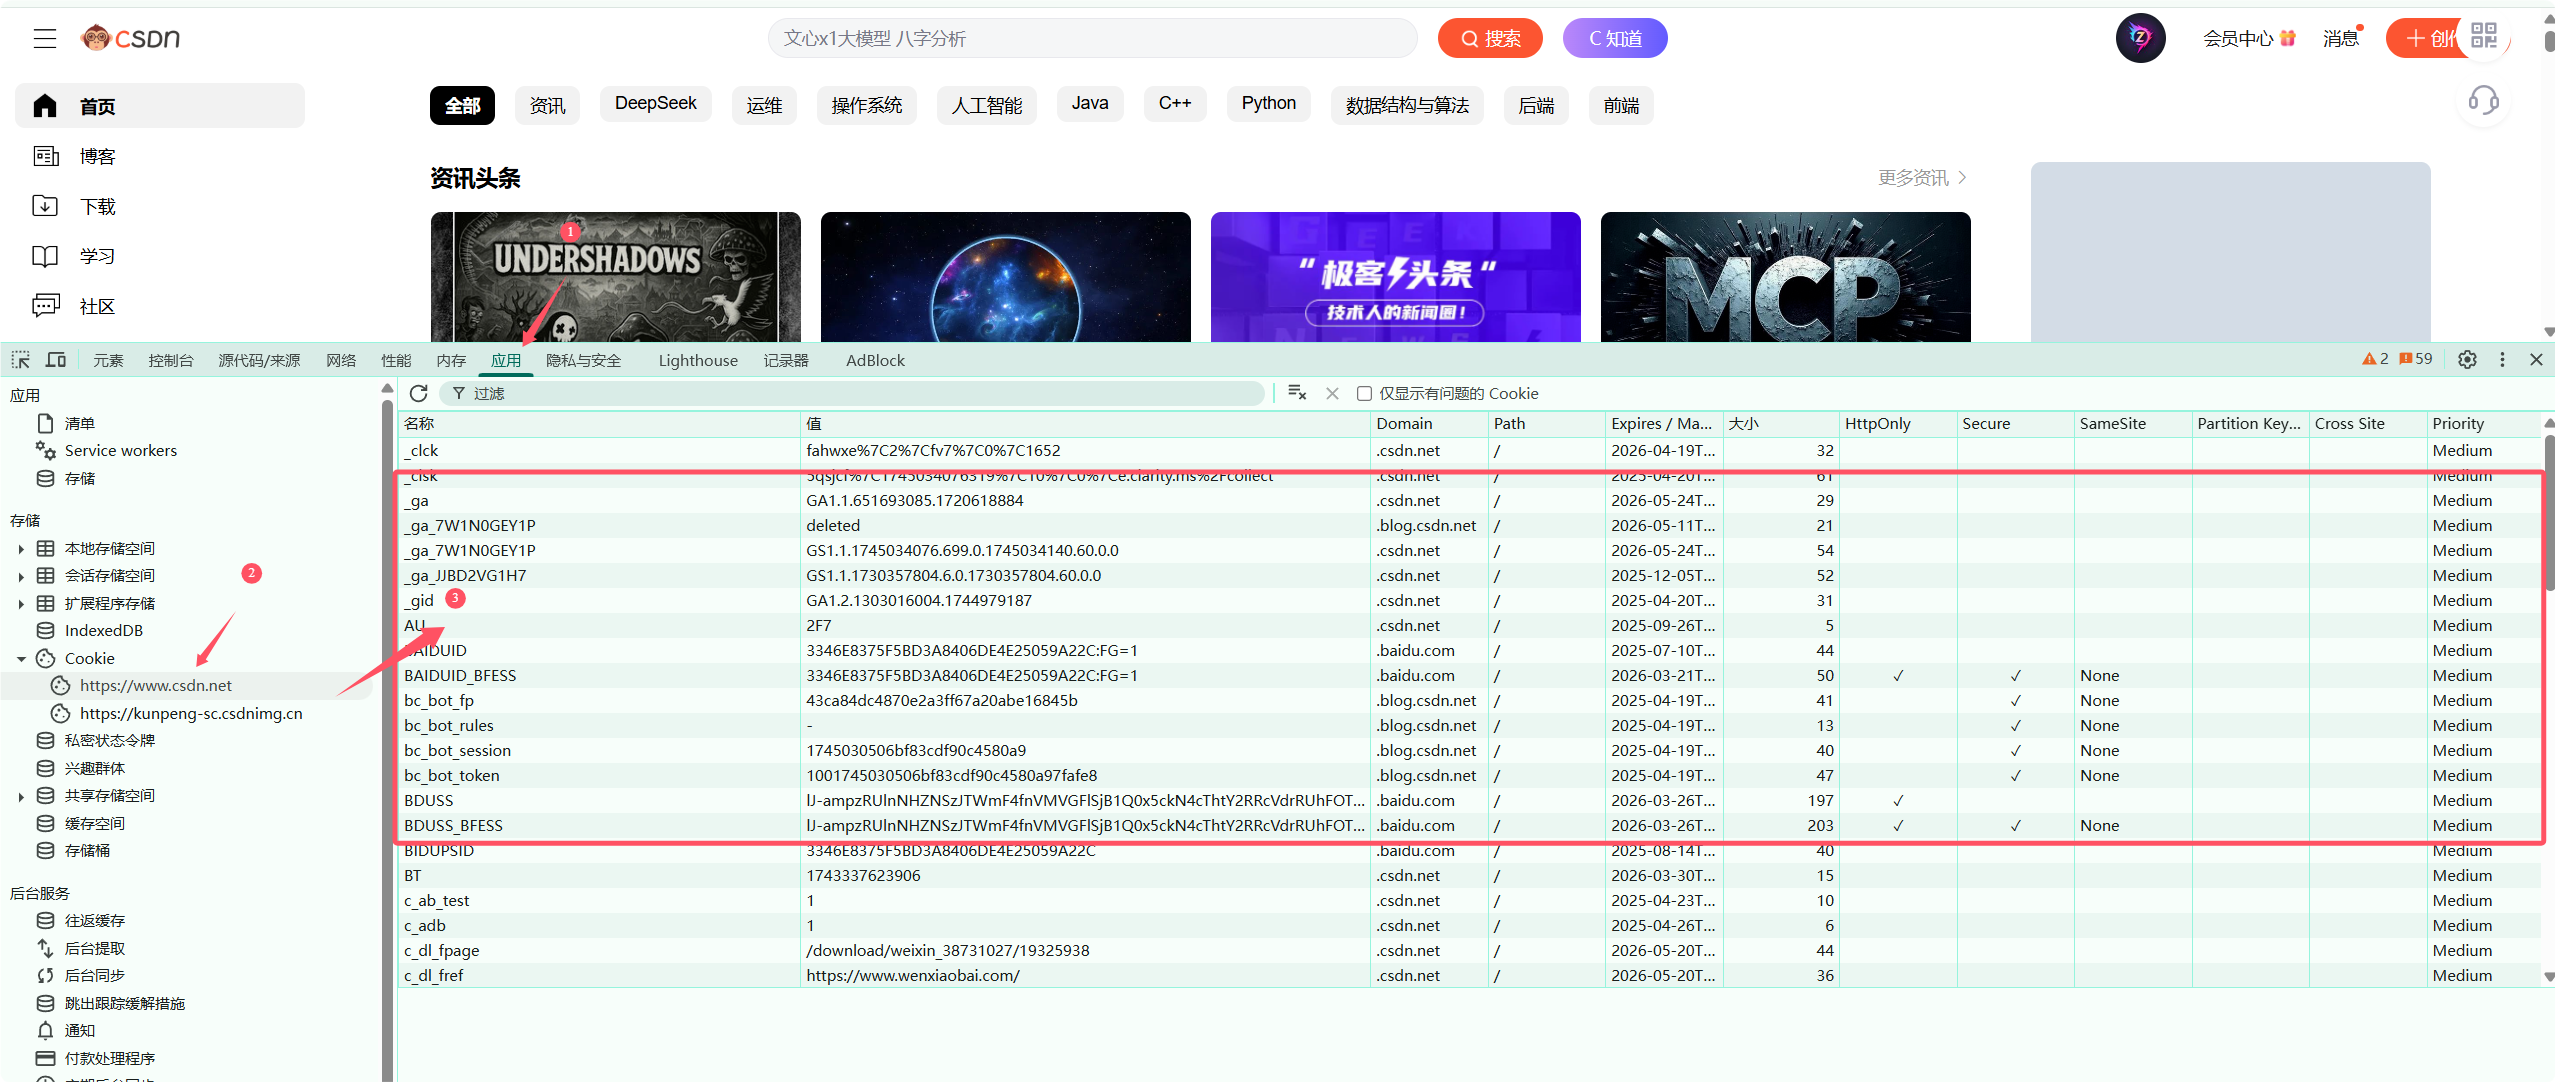 CSDN
文心x1大模型 八字分析
搜索
C 知道
会员中心
消息
首页
博客
下载
学习
社区
全部 资讯 DeepSeek 运维 操作系统 人工智能 Java C++ Python 数据结构与算法 后端 前端
资讯头条
更多资讯
UNDERSHADOWS
“极客头条“
技术人的新闻圈！
MCP
1
元素 控制台 源代码/来源 网络 性能 内存 应用 隐私与安全 Lighthouse 记录器 AdBlock
2 59
应用
清单
Service workers
存储
存储
本地存储空间
会话存储空间
扩展程序存储
IndexedDB
Cookie
https://www.csdn.net
https://kunpeng-sc.csdnimg.cn
私密状态令牌
兴趣群体
共享存储空间
缓存空间
存储桶
后台服务
往返缓存
后台提取
后台同步
跳出跟踪缓解措施
通知
付款处理程序
2
过滤
仅显示有问题的 Cookie
名称 值 Domain Path Expires / Ma... 大小 HttpOnly Secure SameSite Partition Key... Cross Site Priority
_clck fahwxe%7C2%7Cfv7%7C0%7C1652 .csdn.net / 2026-04-19T... 32 Medium
_clsk 5qsjcf%7C1745034076319%7C10%7C0%7Ce.clarity.ms%2Fcollect .csdn.net / 2025-04-20T... 61 Medium
_ga GA1.1.651693085.1720618884 .csdn.net / 2026-05-24T... 29 Medium
_ga_7W1N0GEY1P deleted .blog.csdn.net / 2026-05-11T... 21 Medium
_ga_7W1N0GEY1P GS1.1.1745034076.699.0.1745034140.60.0.0 .csdn.net / 2026-05-24T... 54 Medium
_ga_JJBD2VG1H7 GS1.1.1730357804.6.0.1730357804.60.0.0 .csdn.net / 2025-12-05T... 52 Medium
_gid 3 GA1.2.1303016004.1744979187 .csdn.net / 2025-04-20T... 31 Medium
AU 2F7 .csdn.net / 2025-09-26T... 5 Medium
BAIDUID 3346E8375F5BD3A8406DE4E25059A22C:FG=1 .baidu.com / 2025-07-10T... 44 Medium
BAIDUID_BFESS 3346E8375F5BD3A8406DE4E25059A22C:FG=1 .baidu.com / 2026-03-21T... 50 ✓ ✓ None Medium
bc_bot_fp 43ca84dc4870e2a3ff67a20abe16845b .blog.csdn.net / 2025-04-19T... 41 ✓ None Medium
bc_bot_rules - .blog.csdn.net / 2025-04-19T... 13 ✓ None Medium
bc_bot_session 1745030506bf83cdf90c4580a9 .blog.csdn.net / 2025-04-19T... 40 ✓ None Medium
bc_bot_token 1001745030506bf83cdf90c4580a97fafe8 .blog.csdn.net / 2025-04-19T... 47 ✓ None Medium
BDUSS lJ-ampzRUlnNHZNSzJTWmF4fnVMVGFlSjB1Q0x5ckN4cThtY2RRcVdrRUhFOT... .baidu.com / 2026-03-26T... 197 ✓ Medium
BDUSS_BFESS lJ-ampzRUlnNHZNSzJTWmF4fnVMVGFlSjB1Q0x5ckN4cThtY2RRcVdrRUhFOT... .baidu.com / 2026-03-26T... 203 ✓ ✓ None Medium
BIDUPSID 3346E8375F5BD3A8406DE4E25059A22C .baidu.com / 2025-08-14T... 40 Medium
BT 1743337623906 .csdn.net / 2026-03-30T... 15 Medium
c_ab_test 1 .csdn.net / 2025-04-23T... 10 Medium
c_adb 1 .csdn.net / 2025-04-26T... 6 Medium
c_dl_fpage /download/weixin_38731027/19325938 .csdn.net / 2026-05-20T... 44 Medium
c_dl_fref https://www.wenxiaobai.com/ .csdn.net / 2026-05-20T... 36 Medium